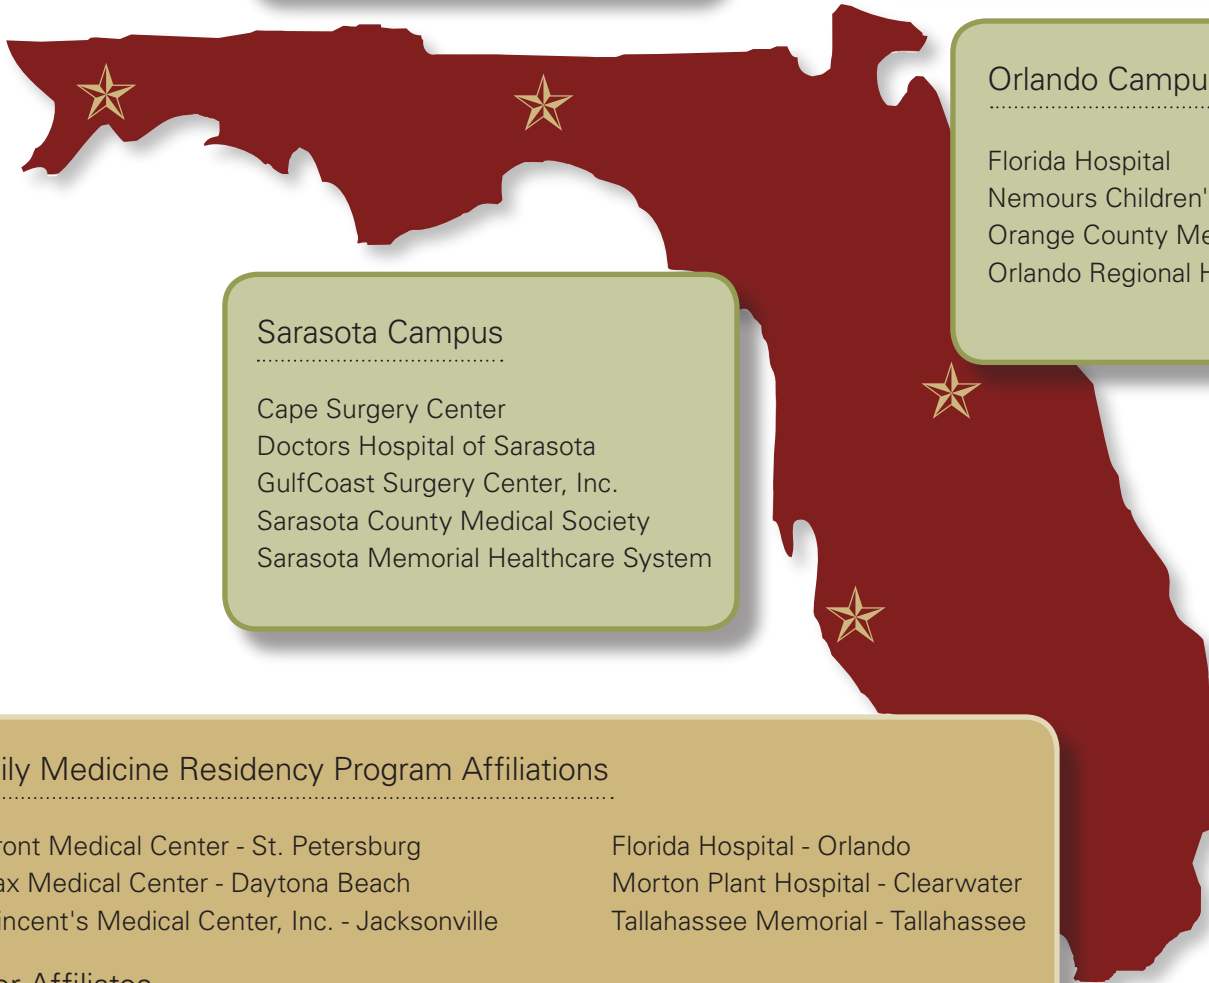 Orlando Campu
Florida Hospital
Nemours Children'
Orange County Me
Orlando Regional H
Sarasota Campus
Cape Surgery Center
Doctors Hospital of Sarasota
GulfCoast Surgery Center, Inc.
Sarasota County Medical Society
Sarasota Memorial Healthcare System
ily Medicine Residency Program Affiliations
ront Medical Center - St. Petersburg
ax Medical Center - Daytona Beach
incent's Medical Center, Inc. - Jacksonville
Florida Hospital - Orlando
Morton Plant Hospital - Clearwater
Tallahassee Memorial - Tallahassee